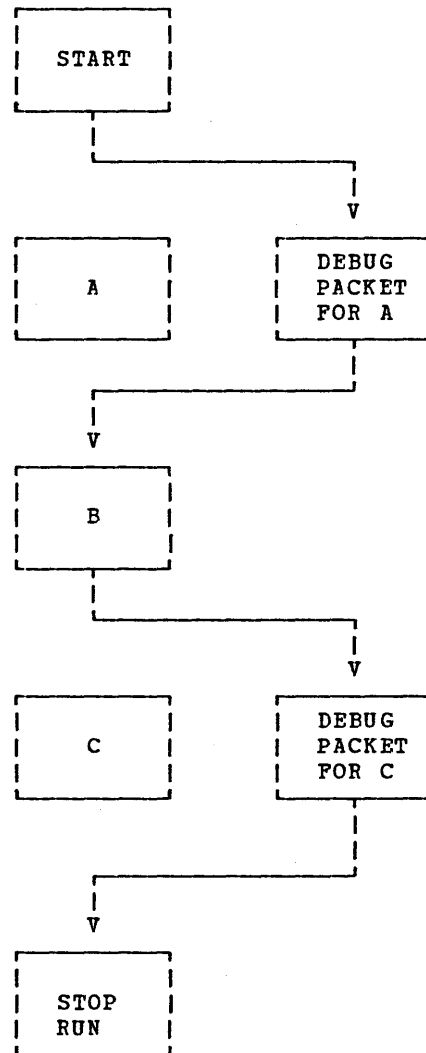 START
V
A
DEBUG
PACKET
FOR A
V
B
V
C
DEBUG
PACKET
FOR C
V
STOP
RUN